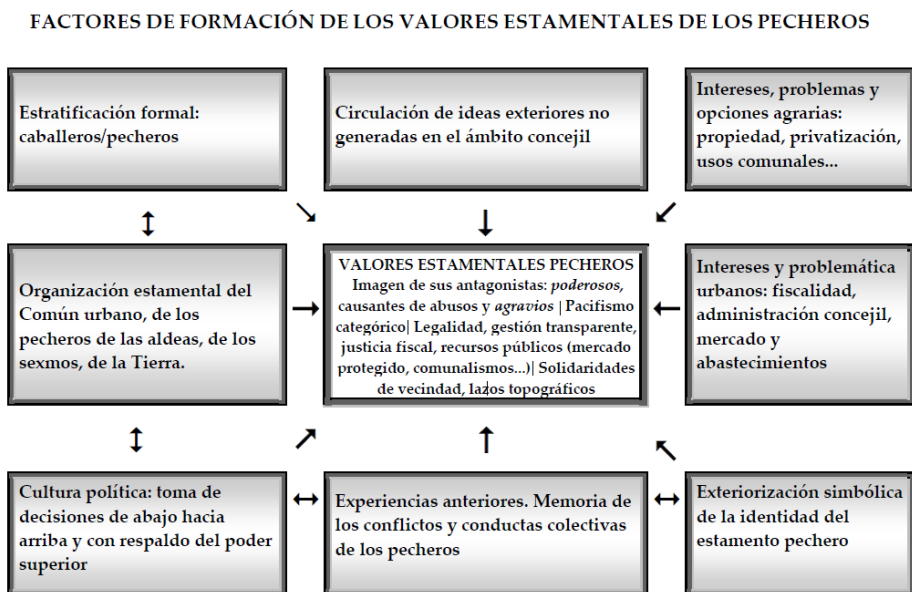 FACTORES DE FORMACIÓN DE LOS VALORES ESTAMENTALES DE LOS PECHEROS
Estratificación formal:
caballeros/pecheros
Circulación de ideas exteriores no
generadas en el ámbito concejil
Intereses, problemas y
opciones agrarias:
propiedad, privatización,
usos comunales...
Organización estamental del
Común urbano, de los
pecheros de las aldeas, de los
sexmos, de la Tierra.
VALORES ESTAMENTALES PECHEROS
Imagen de sus antagonistas: poderosos,
causantes de abusos y agravios | Pacifismo
categórico| Legalidad, gestión transparente,
justicia fiscal, recursos públicos (mercado
protegido, comunalismos...)| Solidaridades
de vecindad, lazos topográficos
Intereses y problemática
urbanos: fiscalidad,
administración concejil,
mercado y
abastecimientos
Cultura política: toma de
decisiones de abajo hacia
arriba y con respaldo del poder
superior
Experiencias anteriores. Memoria de
los conflictos y conductas colectivas
de los pecheros
Exteriorización simbólica
de la identidad del
estamento pechero